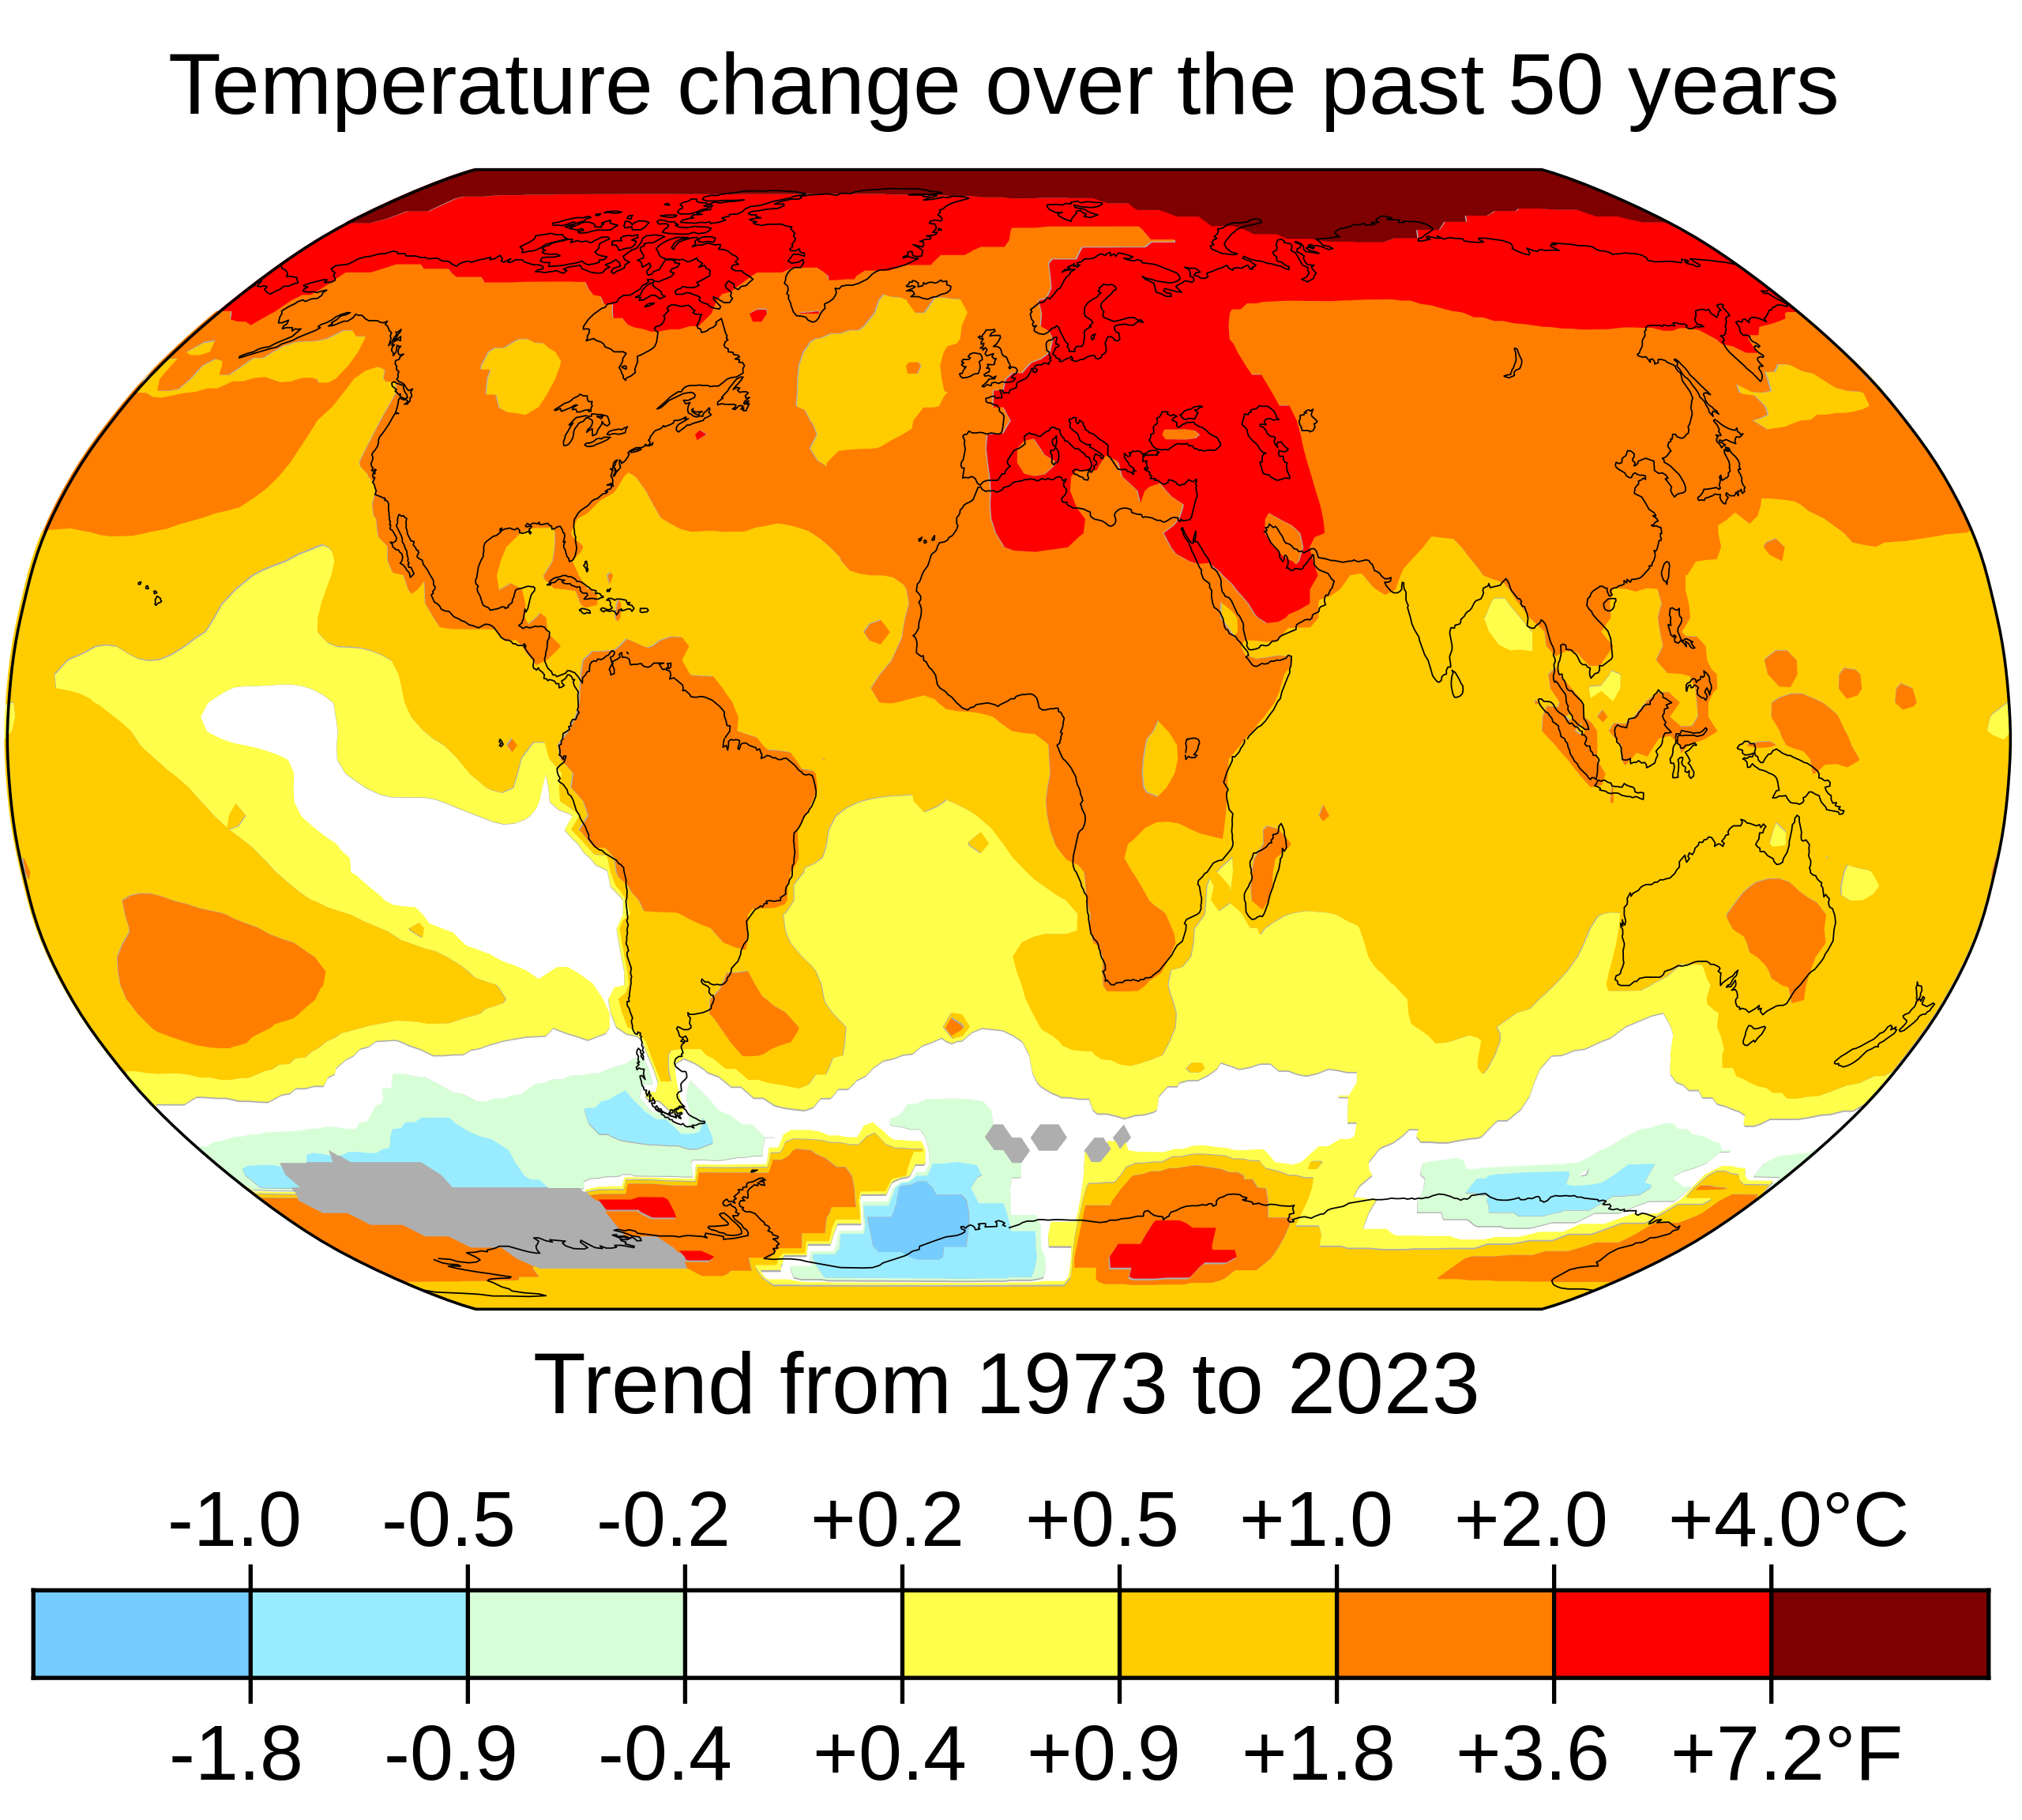 Temperature change over the past 50 years
Trend from 1973 to 2023
-1.0 -0.5 -0.2 +0.2 +0.5 +1.0 +2.0 +4.0°C
-1.8 -0.9 -0.4 +0.4 +0.9 +1.8 +3.6 +7.2°F